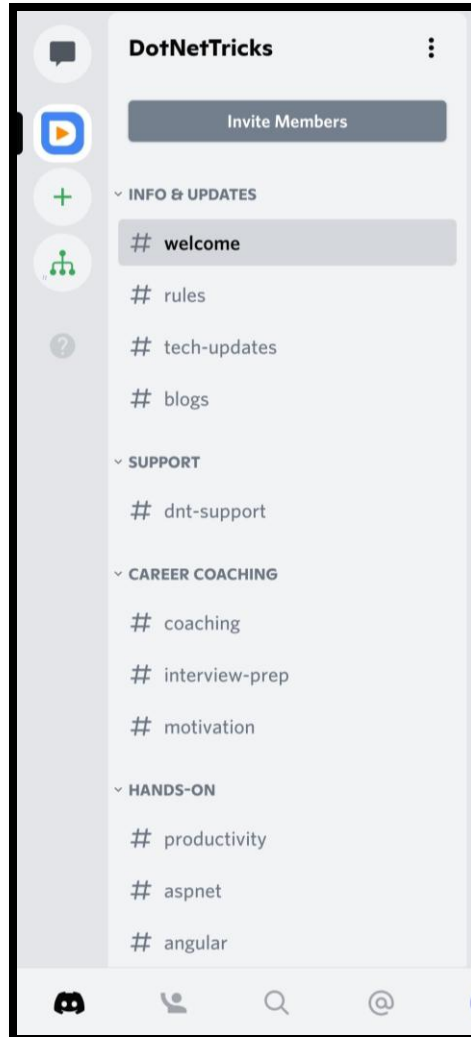 DotNetTricks
Invite Members
INFO & UPDATES
# welcome
# rules
# tech-updates
# blogs
SUPPORT
# dnt-support
CAREER COACHING
# coaching
# interview-prep
# motivation
HANDS-ON
# productivity
# aspnet
# angular